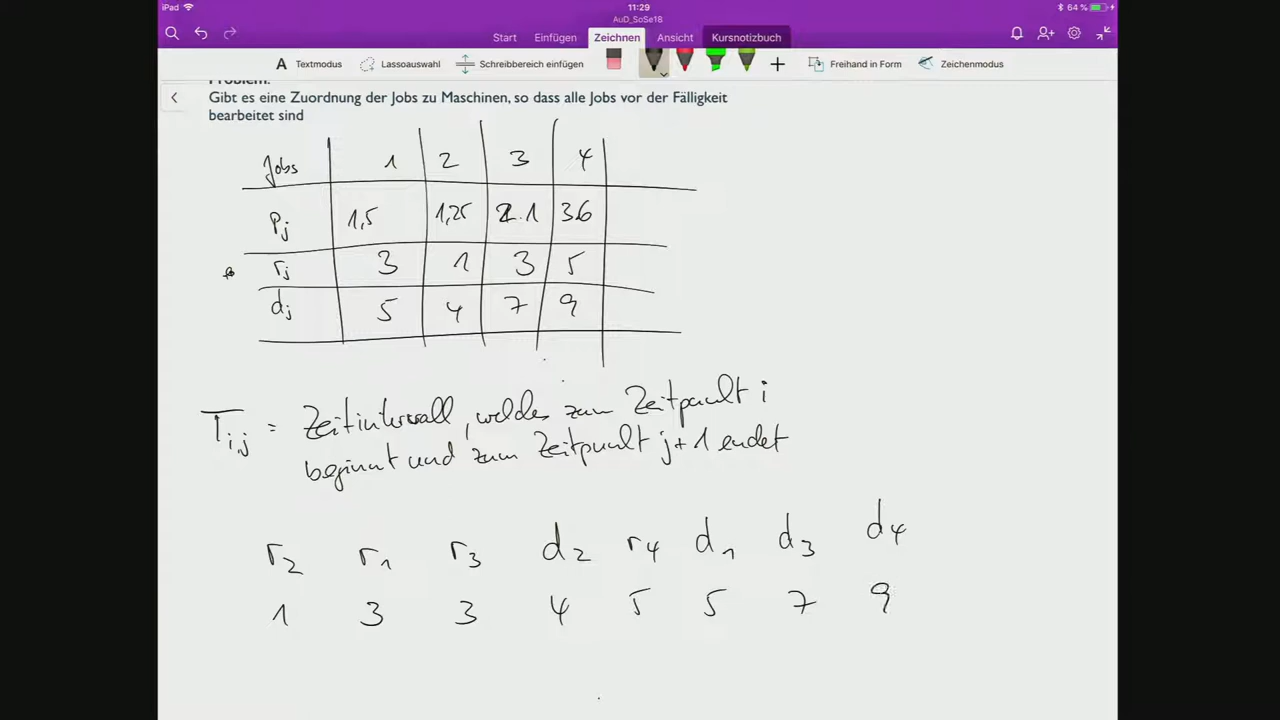 iPad 11:29 64 %
AuD_SoSe18
Start Einfügen Zeichnen Ansicht Kursnotizbuch
Textmodus Lassoauswahl Schreibbereich einfügen Freihand in Form Zeichenmodus
Problem:
Gibt es eine Zuordnung der Jobs zu Maschinen, so dass alle Jobs vor der Fälligkeit
bearbeitet sind
Jobs 1 2 3 4
pj 1,5 1,25 2.1 3.6
rj 3 1 3 5
dj 5 4 7 9
Tij = Zeitintervall, welches zum Zeitpunkt i
beginnt und zum Zeitpunkt j+1 endet
r2 r1 r3 d2 r4 d1 d3 d4
1 3 3 4 5 5 7 9